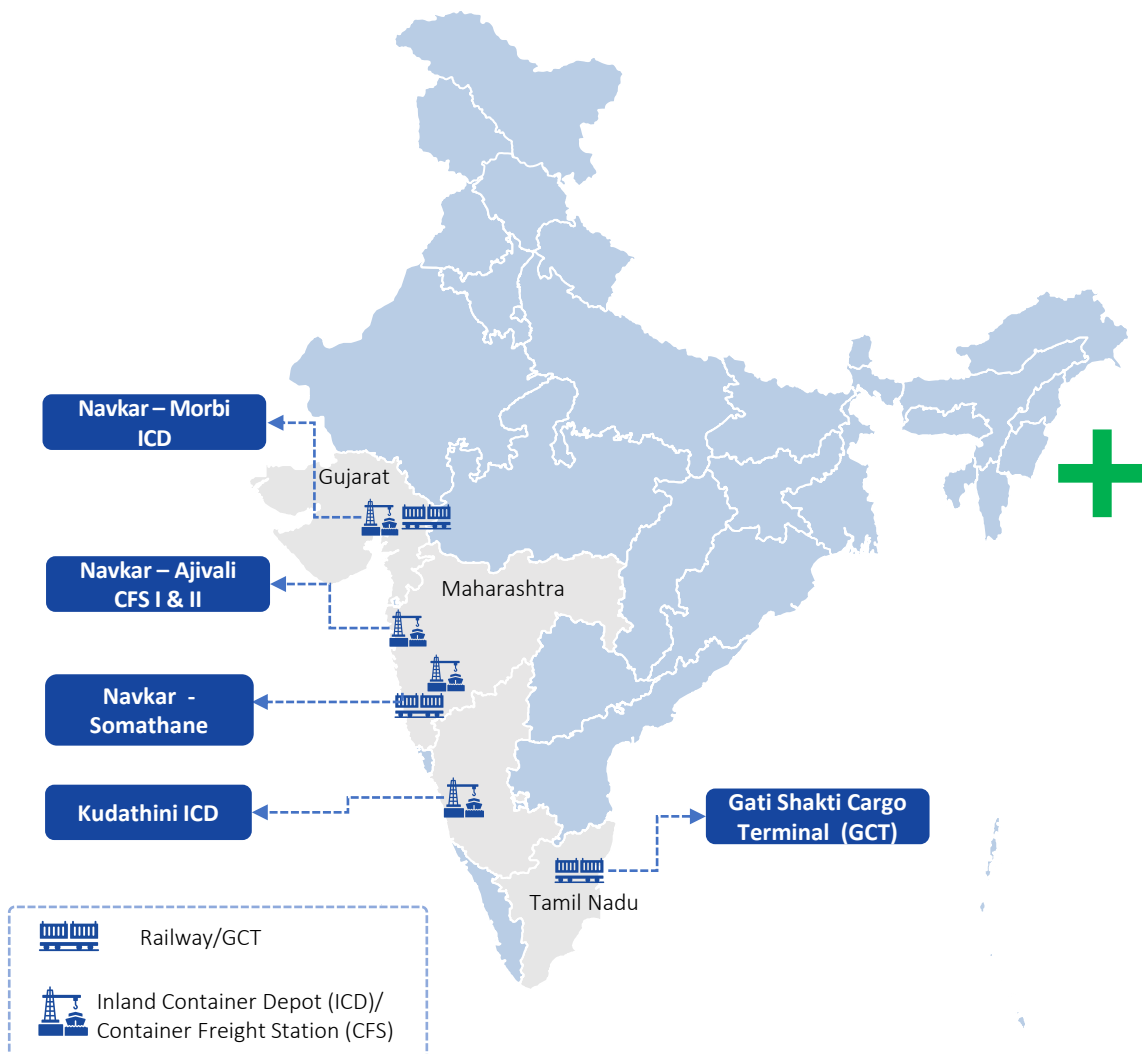 Navkar – Morbi
ICD
Gujarat
Navkar – Ajivali
CFS I & II
Maharashtra
Navkar -
Somathane
Kudathini ICD
Gati Shakti Cargo
Terminal (GCT)
Tamil Nadu
Railway/GCT
Inland Container Depot (ICD)/
Container Freight Station (CFS)